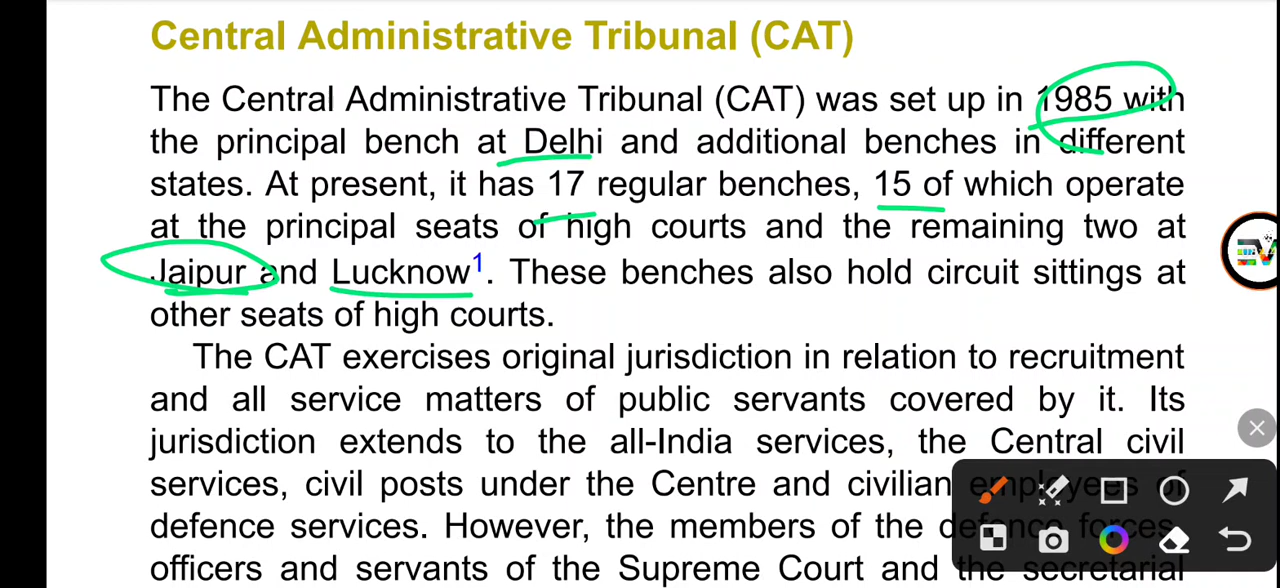 Central Administrative Tribunal (CAT)
The Central Administrative Tribunal (CAT) was set up in 1985 with
the principal bench at Delhi and additional benches in different
states. At present, it has 17 regular benches, 15 of which operate
at the principal seats of high courts and the remaining two at
Jaipur and Lucknow1. These benches also hold circuit sittings at
other seats of high courts.
The CAT exercises original jurisdiction in relation to recruitment
and all service matters of public servants covered by it. Its
jurisdiction extends to the all-India services, the Central civil
services, civil posts under the Centre and civilian employees of
defence services. However, the members of the defence forces,
officers and servants of the Supreme Court and the secretarial